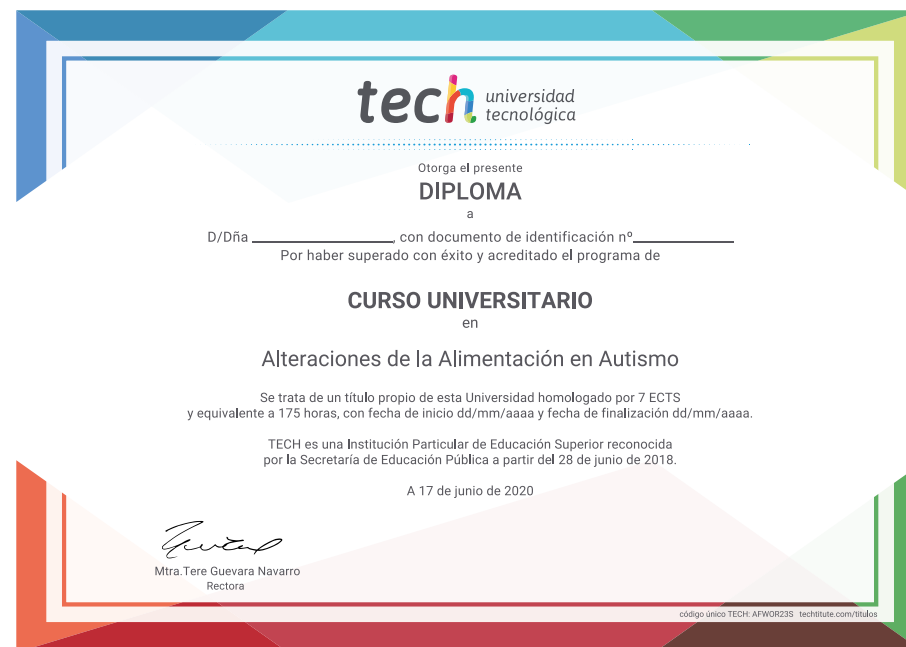 tech universidad
tecnológica
Otorga el presente
DIPLOMA
a
D/Dña ____________________, con documento de identificación nº______________
Por haber superado con éxito y acreditado el programa de
CURSO UNIVERSITARIO
en
Alteraciones de la Alimentación en Autismo
Se trata de un título propio de esta Universidad homologado por 7 ECTS
y equivalente a 175 horas, con fecha de inicio dd/mm/aaaa y fecha de finalización dd/mm/aaaa.
TECH es una Institución Particular de Educación Superior reconocida
por la Secretaría de Educación Pública a partir del 28 de junio de 2018.
A 17 de junio de 2020
Mtra.Tere Guevara Navarro
Rectora
código único TECH: AFWOR23S techtitute.com/titulos